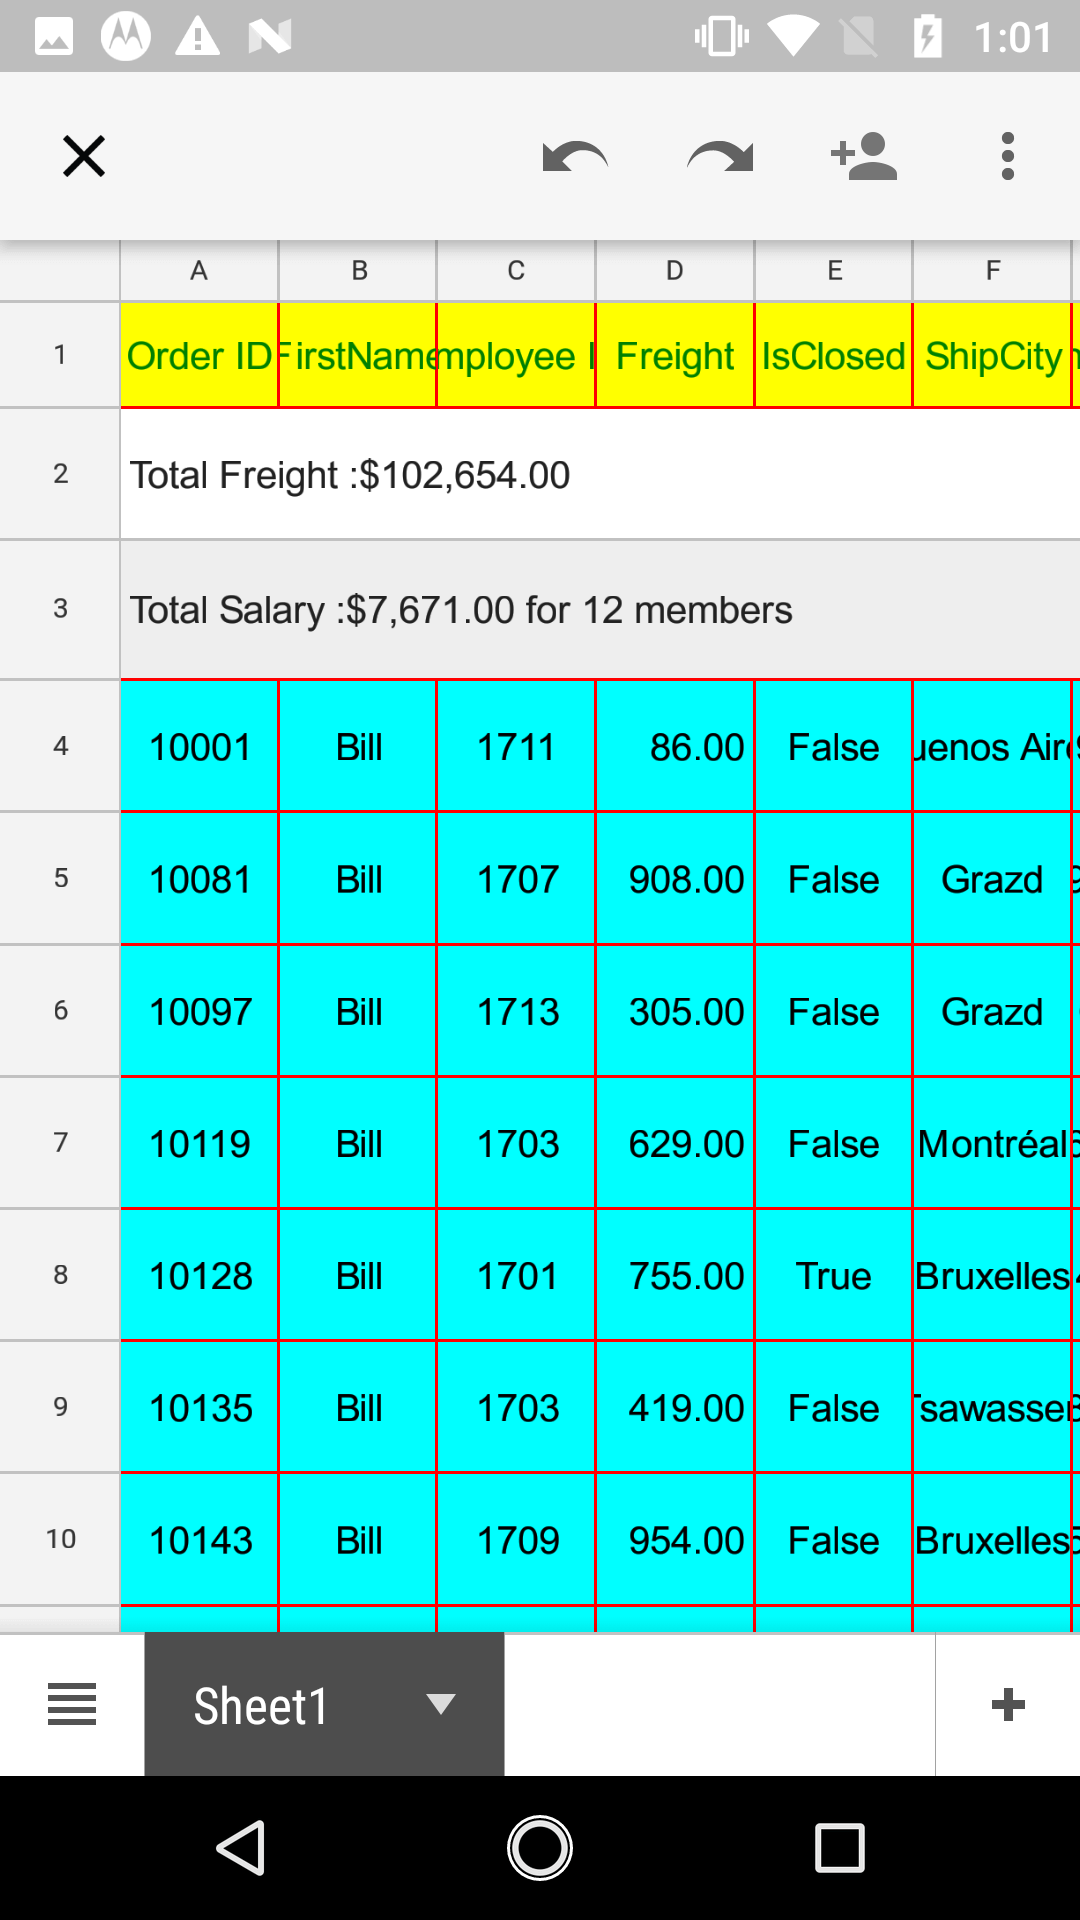 1:01
A B C D E F
1 Order ID FirstName mployee Freight IsClosed ShipCity
2 Total Freight :$102,654.00
3 Total Salary :$7,671.00 for 12 members
4 10001 Bill 1711 86.00 False uenos Air
5 10081 Bill 1707 908.00 False Grazd
6 10097 Bill 1713 305.00 False Grazd
7 10119 Bill 1703 629.00 False Montréal
8 10128 Bill 1701 755.00 True Bruxelles
9 10135 Bill 1703 419.00 False Tsawasse
10 10143 Bill 1709 954.00 False Bruxelles
Sheet1